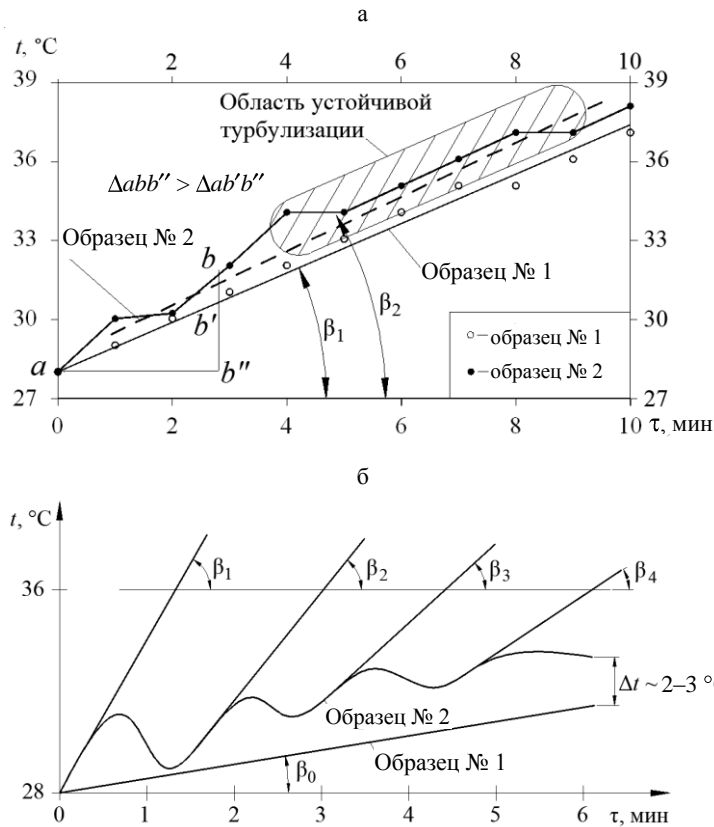 а
t, °C
0 2 4 6 8 10
39 39
Область устойчивой
турбулизации
36 36
Δabb″ > Δab′b″
Образец № 2
33 33
b
Образец № 1
β₁ β₂
30 b′ 30
○ – образец № 1
● – образец № 2
a b″
27 27
0 2 4 6 8 10
τ, мин
б
t, °C
β₁ β₂ β₃ β₄
36
Δt ~ 2–3 °
Образец № 2
Образец № 1
β₀
28
0 1 2 3 4 5 6
τ, мин